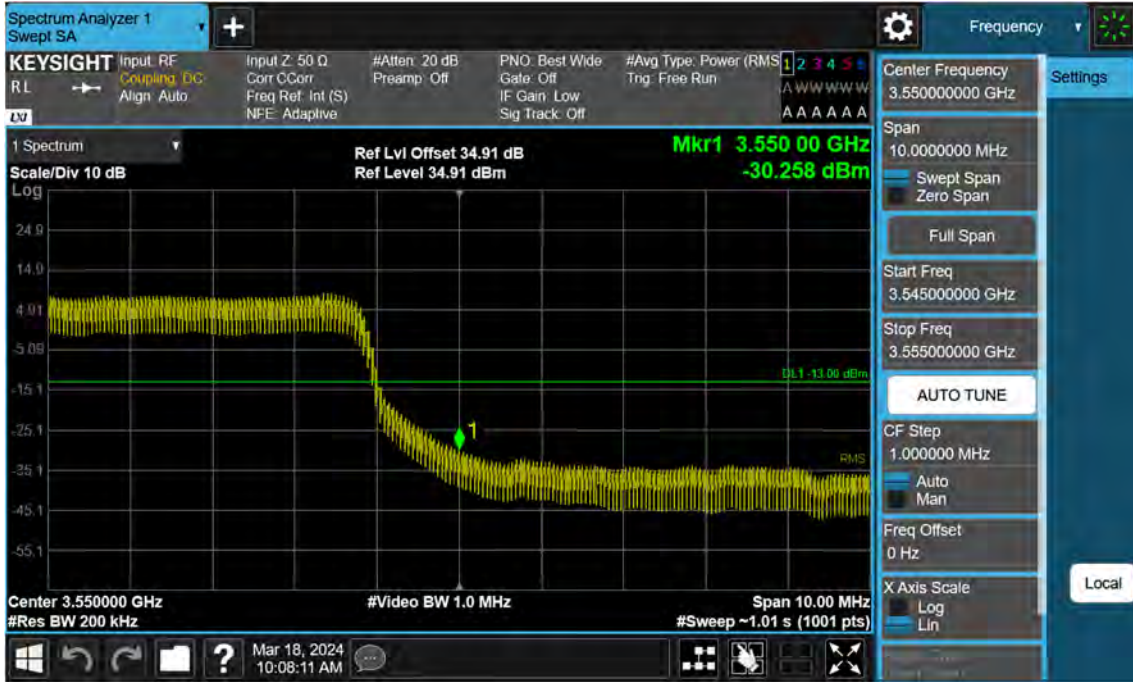 Spectrum Analyzer 1
Swept SA
+
Frequency
KEYSIGHT
R L
LXI
Input: RF
Coupling: DC
Align: Auto
Input Z: 50 Ω
Corr CCorr
Freq Ref: Int (S)
NFE: Adaptive
#Atten: 20 dB
Preamp: Off
PNO: Best Wide
Gate: Off
IF Gain: Low
Sig Track: Off
#Avg Type: Power (RMS
Trig: Free Run
1 2 3 4 5 6
A W W W W W
A A A A A A
1 Spectrum
Scale/Div 10 dB
Ref Lvl Offset 34.91 dB
Ref Level 34.91 dBm
Mkr1 3.550 00 GHz
-30.258 dBm
Log
24.9
14.9
4.91
-5.09
DL1 -13.00 dBm
-15.1
-25.1
1
RMS
-35.1
-45.1
-55.1
Center 3.550000 GHz
#Res BW 200 kHz
#Video BW 1.0 MHz
Span 10.00 MHz
#Sweep ~1.01 s (1001 pts)
?
Mar 18, 2024
10:08:11 AM
Center Frequency
3.550000000 GHz
Settings
Span
10.0000000 MHz
Swept Span
Zero Span
Full Span
Start Freq
3.545000000 GHz
Stop Freq
3.555000000 GHz
AUTO TUNE
CF Step
1.000000 MHz
Auto
Man
Freq Offset
0 Hz
X Axis Scale
Log
Lin
Local